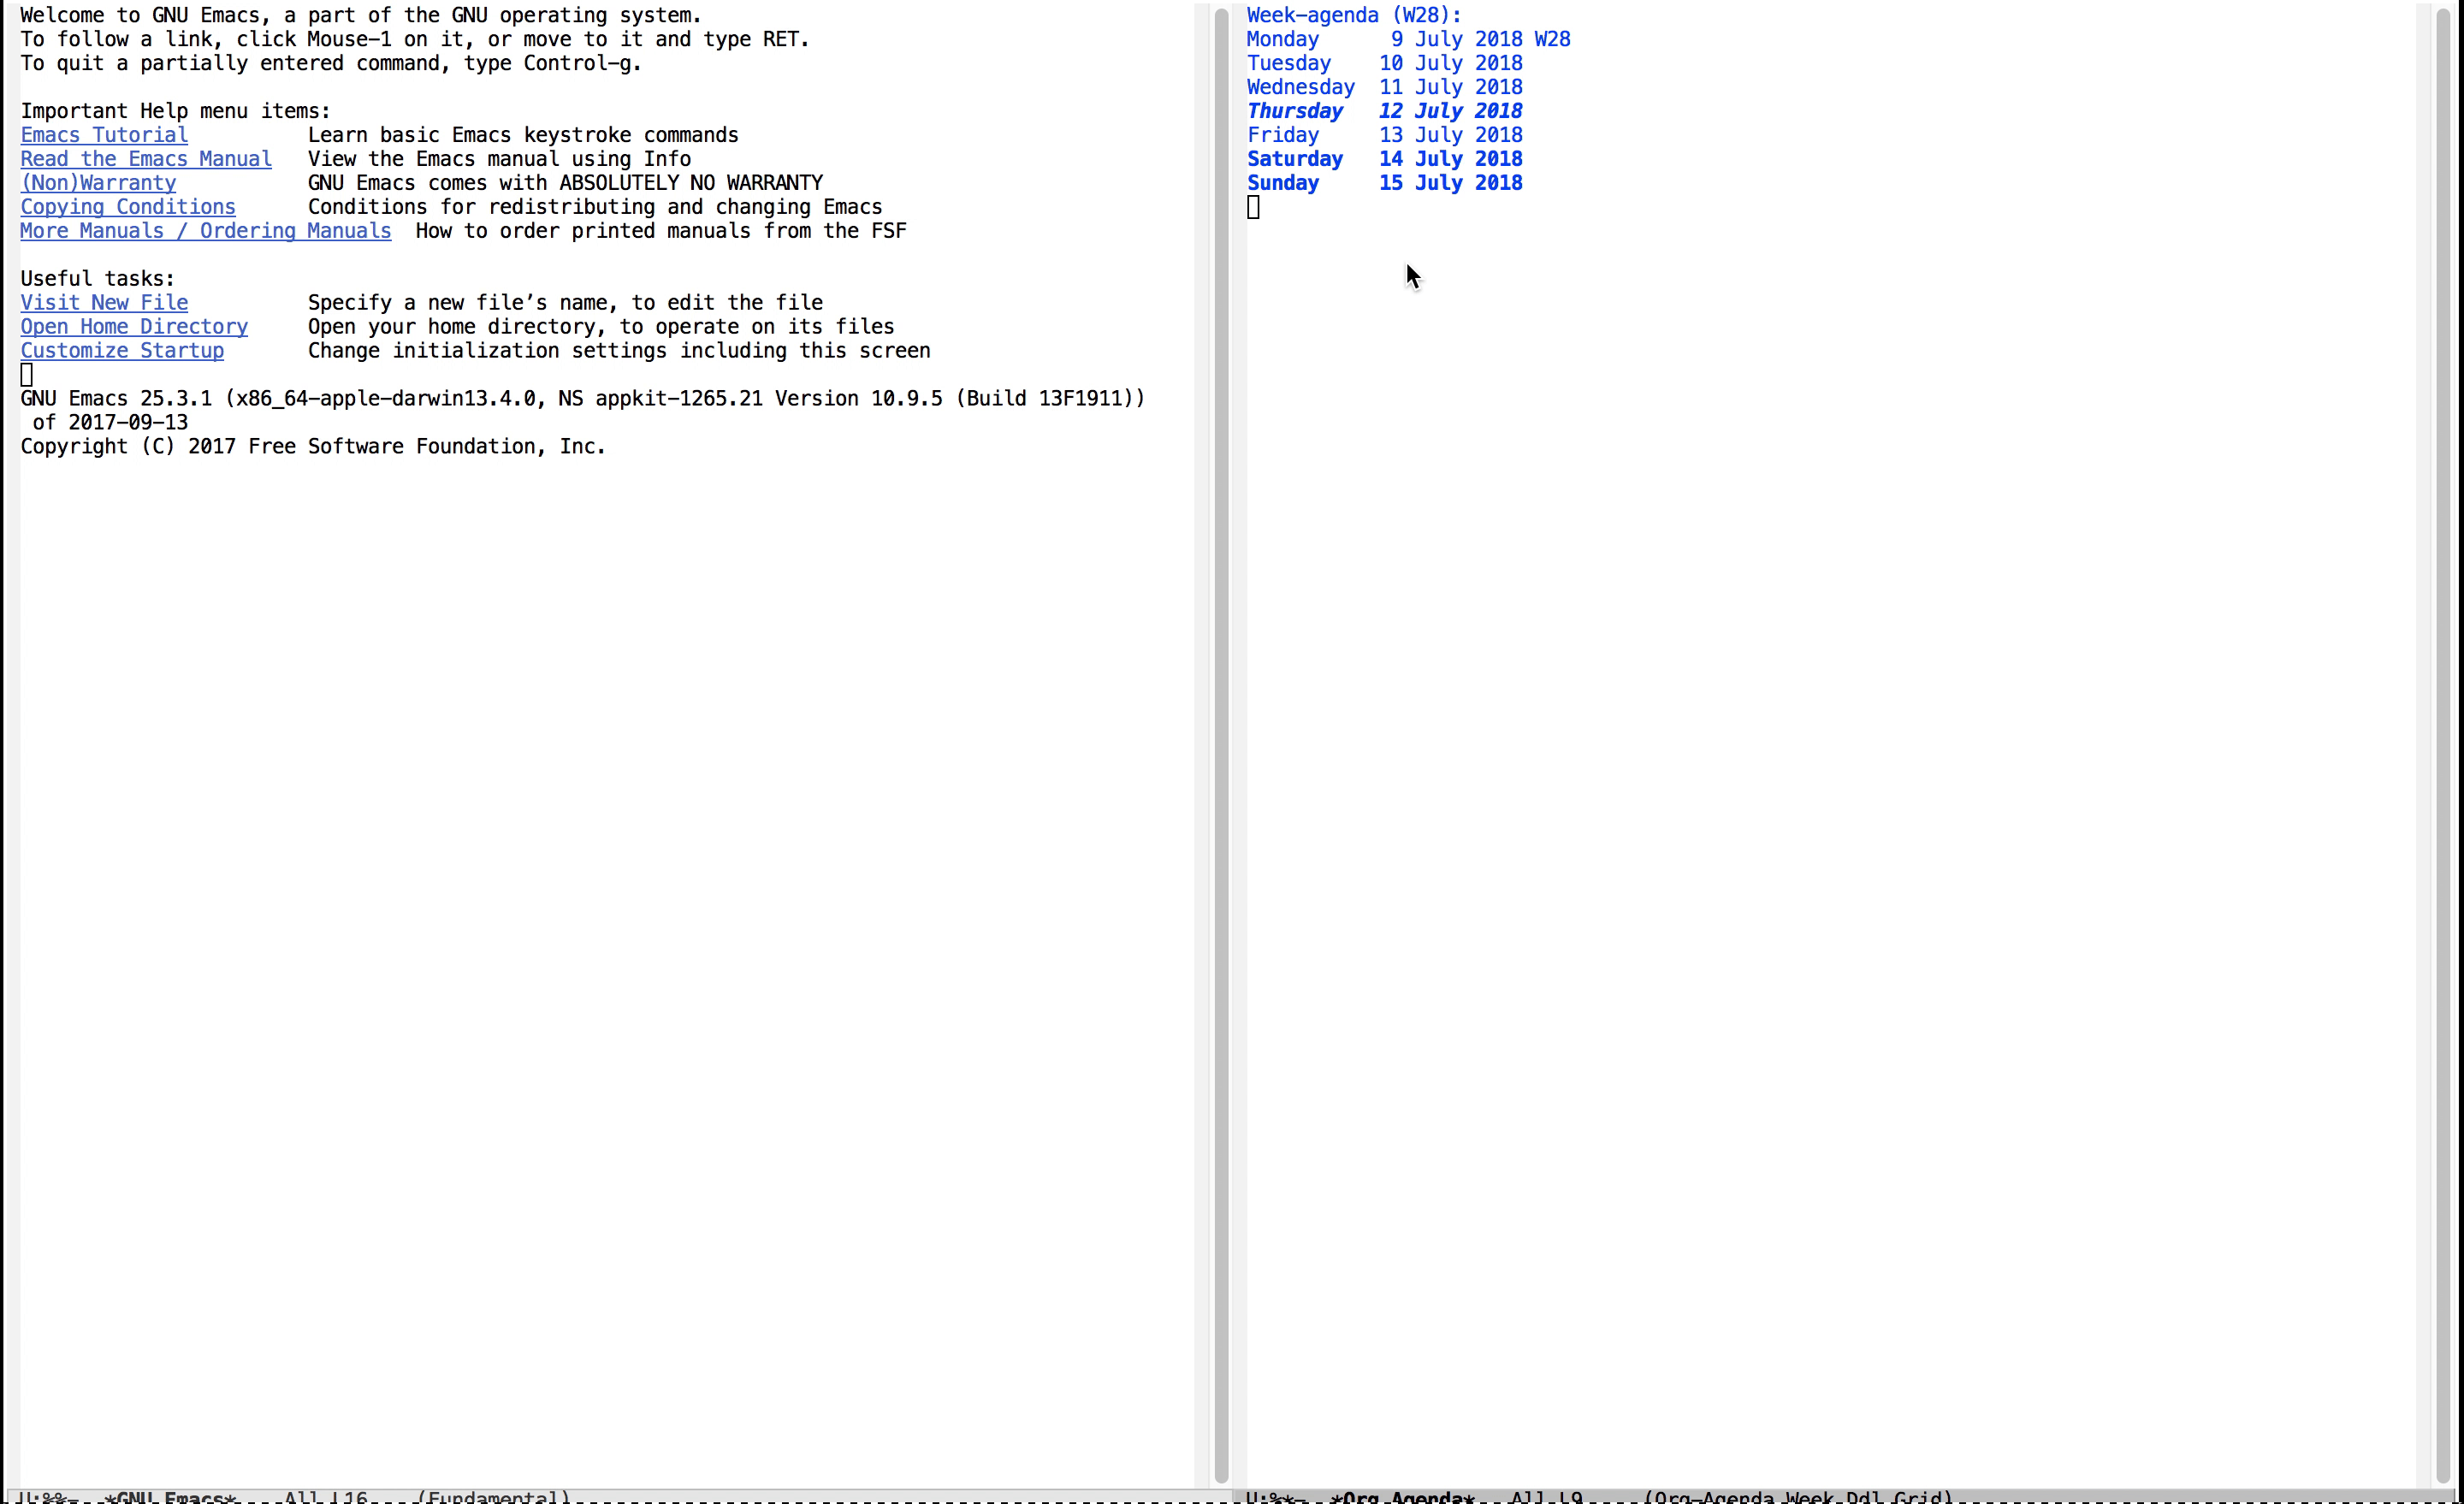 Welcome to GNU Emacs, a part of the GNU operating system.
To follow a link, click Mouse-1 on it, or move to it and type RET.
To quit a partially entered command, type Control-g.
Important Help menu items:
Emacs Tutorial Learn basic Emacs keystroke commands
Read the Emacs Manual View the Emacs manual using Info
(Non)Warranty GNU Emacs comes with ABSOLUTELY NO WARRANTY
Copying Conditions Conditions for redistributing and changing Emacs
More Manuals / Ordering Manuals How to order printed manuals from the FSF
Useful tasks:
Visit New File Specify a new file’s name, to edit the file
Open Home Directory Open your home directory, to operate on its files
Customize Startup Change initialization settings including this screen
GNU Emacs 25.3.1 (x86_64-apple-darwin13.4.0, NS appkit-1265.21 Version 10.9.5 (Build 13F1911))
of 2017-09-13
Copyright (C) 2017 Free Software Foundation, Inc.
U:%%- *GNU Emacs* All L16 (Fundamental)
Week-agenda (W28):
Monday 9 July 2018 W28
Tuesday 10 July 2018
Wednesday 11 July 2018
Thursday 12 July 2018
Friday 13 July 2018
Saturday 14 July 2018
Sunday 15 July 2018
U:%*- *Org Agenda* All L9 (Org-Agenda Week Ddl Grid)